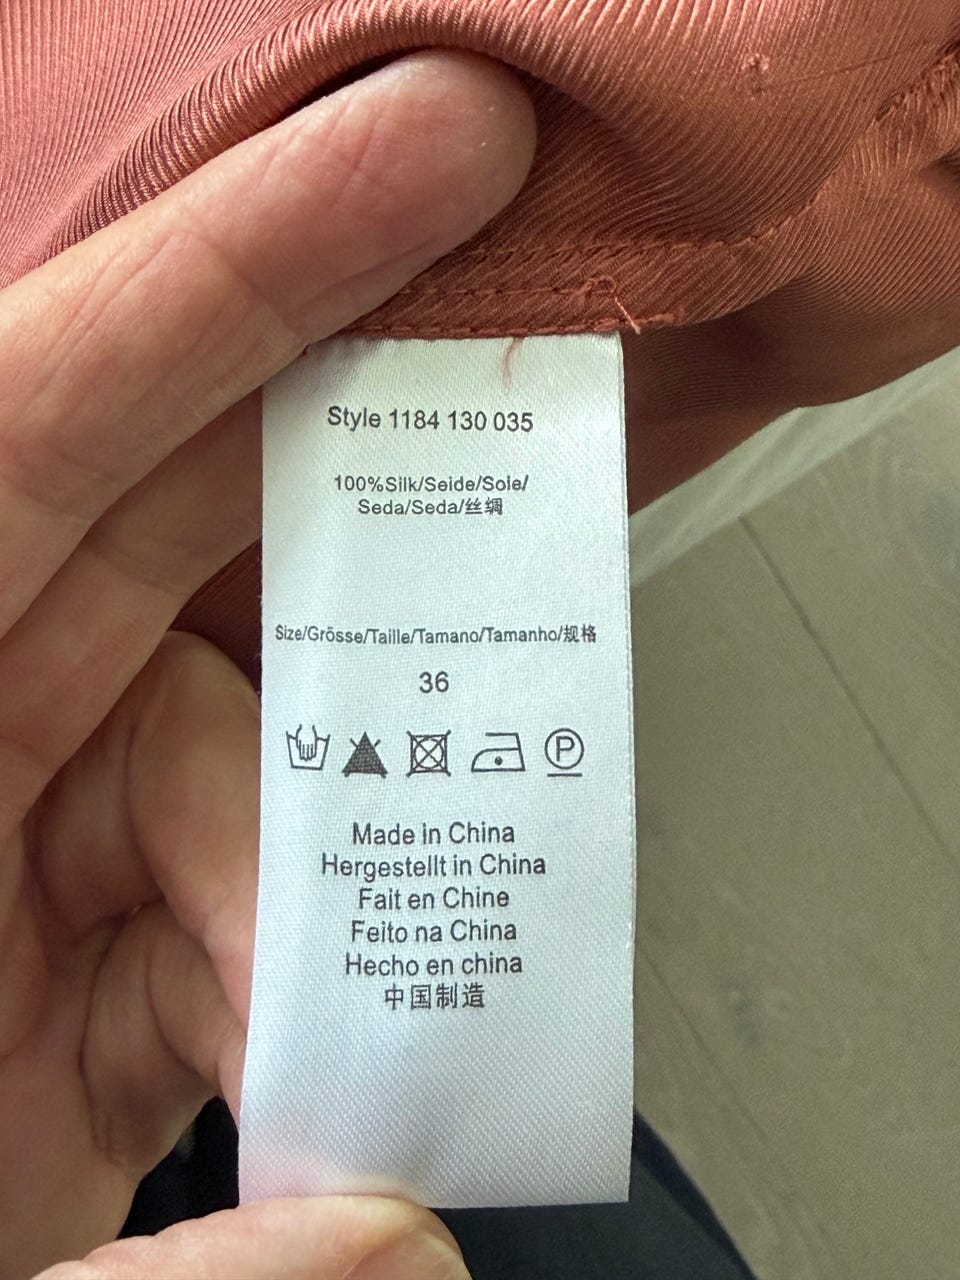 Style 1184 130 035
100%Silk/Seide/Soie/
Seda/Seda/丝绸
Size/Grösse/Taille/Tamano/Tamanho/规格
36
P
Made in China
Hergestellt in China
Fait en Chine
Feito na China
Hecho en china
中国制造